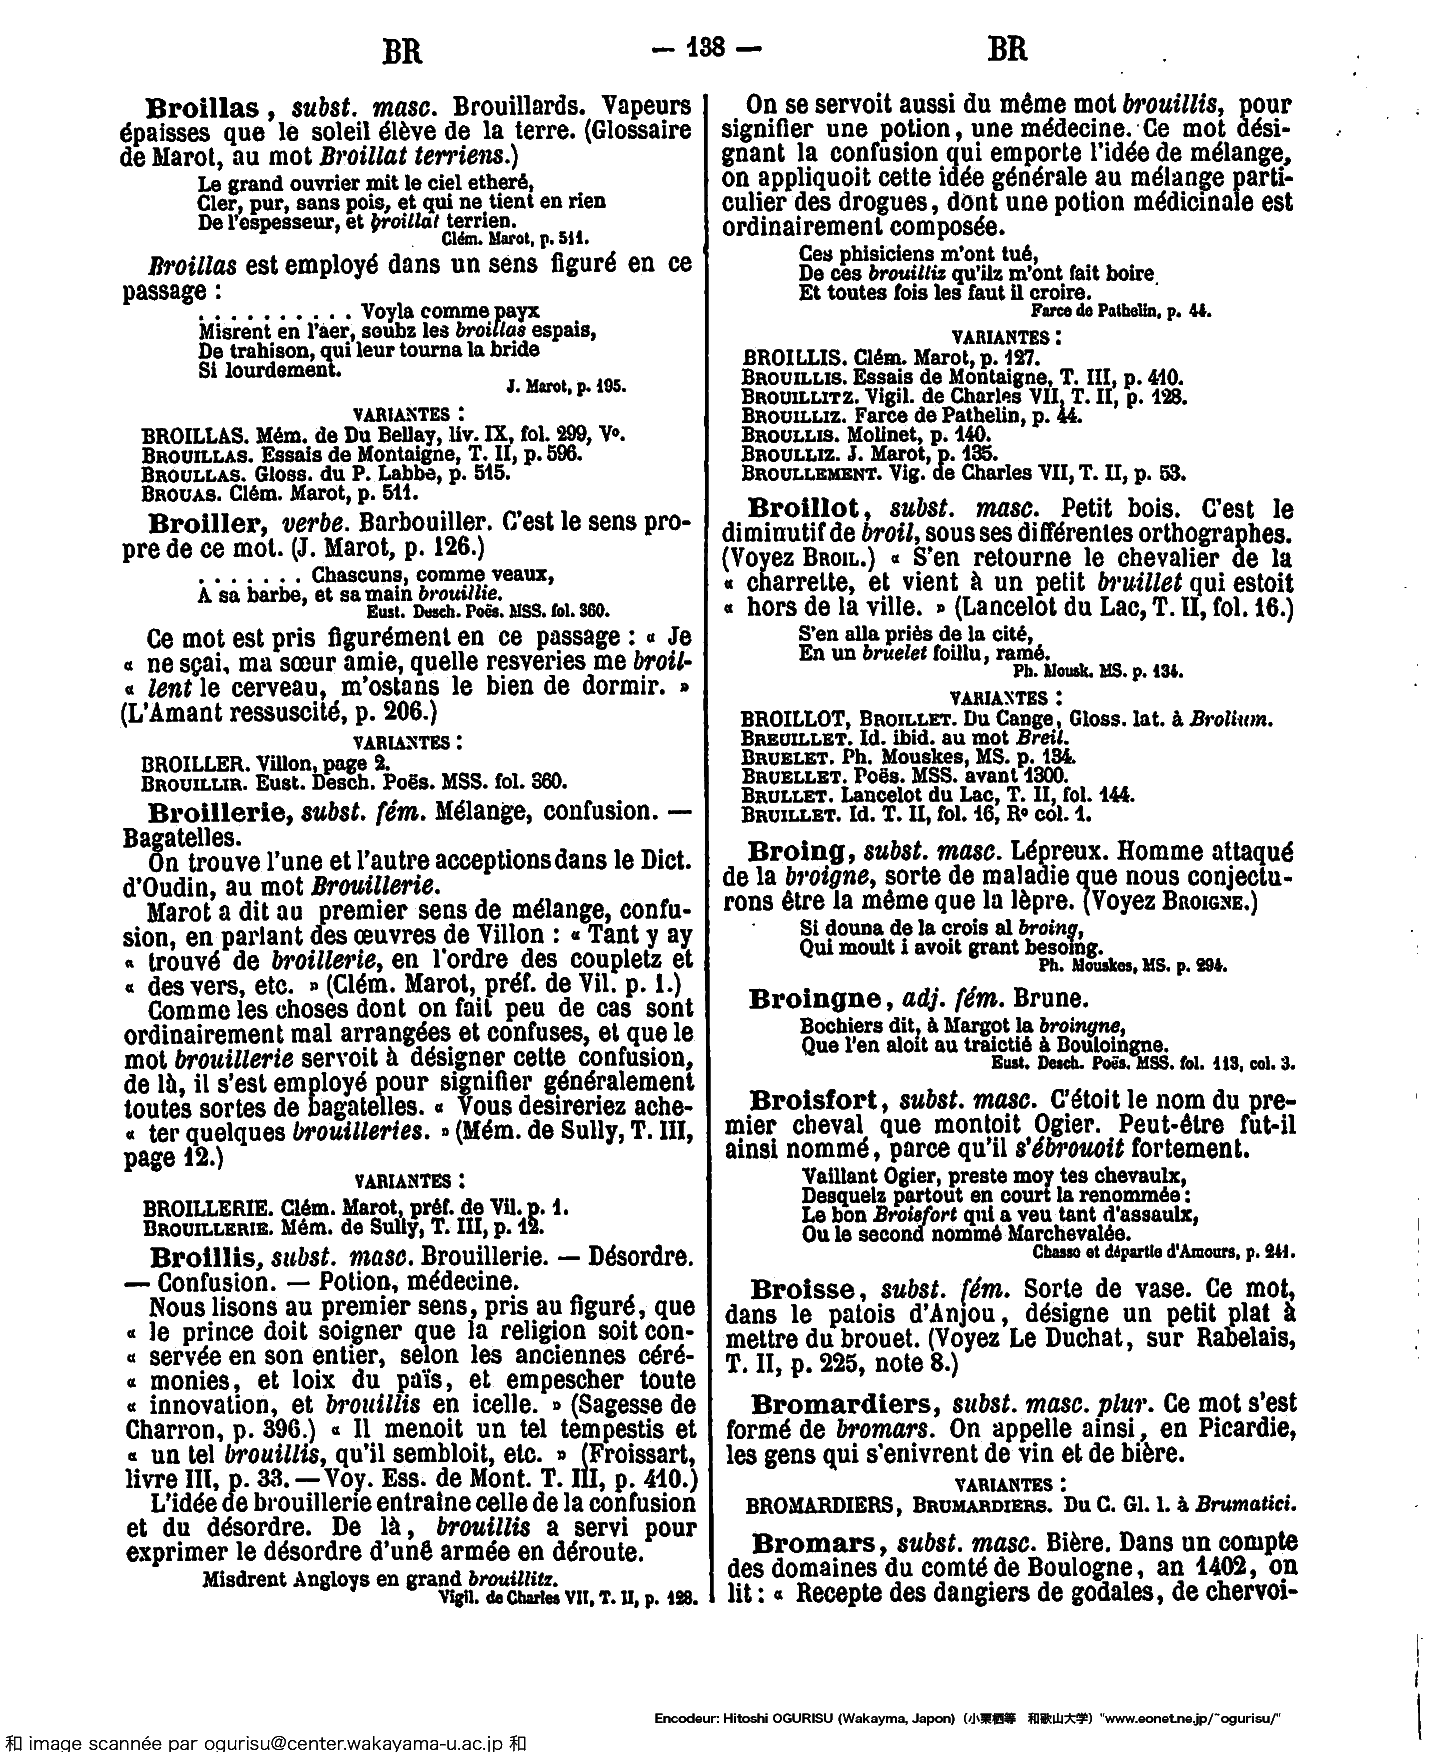 BR — 138 — BR
Broillas, subst. masc. Brouillards. Vapeurs
épaisses que le soleil élève de la terre. (Glossaire
de Marot, au mot Broillat terriens.)
Le grand ouvrier mit le ciel etheré,
Cler, pur, sans pois, et qui ne tient en rien
De l'espesseur, et broillat terrien.
Clém. Marot, p. 511.
Broillas est employé dans un sens figuré en ce
passage :
. . . . . . . . . . Voyla comme payx
Misrent en l'aer, soubz les broillas espais,
De trahison, qui leur tourna la bride
Si lourdement.
J. Marot, p. 195.
VARIANTES :
BROILLAS. Mém. de Du Bellay, liv. IX, fol. 299, Vo.
BROUILLAS. Essais de Montaigne, T. II, p. 596.
BROULLAS. Gloss. du P. Labbe, p. 515.
BROUAS. Clém. Marot, p. 511.
Broiller, verbe. Barbouiller. C'est le sens pro-
pre de ce mot. (J. Marot, p. 126.)
. . . . . . . Chascuns, comme veaux,
A sa barbe, et sa main brouillie.
Eust. Desch. Poës. MSS. fol. 360.
Ce mot est pris figurément en ce passage : « Je
« ne sçai, ma sœur amie, quelle resveries me broil-
« lent le cerveau, m'ostans le bien de dormir. »
(L'Amant ressuscité, p. 206.)
VARIANTES :
BROILLER. Villon, page 2.
BROUILLIR. Eust. Desch. Poës. MSS. fol. 360.
Broillerie, subst. fém. Mélange, confusion. —
Bagatelles.
On trouve l'une et l'autre acceptions dans le Dict.
d'Oudin, au mot Brouillerie.
Marot a dit au premier sens de mélange, confu-
sion, en parlant des œuvres de Villon : « Tant y ay
« trouvé de broillerie, en l'ordre des coupletz et
« des vers, etc. » (Clém. Marot, préf. de Vil. p. 1.)
Comme les choses dont on fait peu de cas sont
ordinairement mal arrangées et confuses, et que le
mot brouillerie servoit à désigner cette confusion,
de là, il s'est employé pour signifier généralement
toutes sortes de bagatelles. « Vous desireriez ache-
« ter quelques brouilleries. » (Mém. de Sully, T. III,
page 12.)
VARIANTES :
BROILLERIE. Clém. Marot, préf. de Vil. p. 1.
BROUILLERIE. Mém. de Sully, T. III, p. 12.
Broillis, subst. masc. Brouillerie. — Désordre.
— Confusion. — Potion, médecine.
Nous lisons au premier sens, pris au figuré, que
« le prince doit soigner que la religion soit con-
« servée en son entier, selon les anciennes céré-
« monies, et loix du païs, et empescher toute
« innovation, et brouillis en icelle. » (Sagesse de
Charron, p. 396.) « Il menoit un tel tempestis et
« un tel brouillis, qu'il sembloit, etc. » (Froissart,
livre III, p. 33. — Voy. Ess. de Mont. T. III, p. 410.)
L'idée de brouillerie entraîne celle de la confusion
et du désordre. De là, brouillis a servi pour
exprimer le désordre d'une armée en déroute.
Misdrent Angloys en grand brouillitz.
Vigil. de Charles VII, T. II, p. 128.
On se servoit aussi du même mot brouillis, pour
signifier une potion, une médecine. Ce mot dési-
gnant la confusion qui emporte l'idée de mélange,
on appliquoit cette idée générale au mélange parti-
culier des drogues, dont une potion médicinale est
ordinairement composée.
Ces phisiciens m'ont tué,
De ces brouilliz qu'ilz m'ont fait boire
Et toutes fois les faut il croire.
Farce de Pathelin, p. 44.
VARIANTES :
BROILLIS. Clém. Marot, p. 127.
BROUILLIS. Essais de Montaigne, T. III, p. 410.
BROUILLITZ. Vigil. de Charles VII, T. II, p. 128.
BROUILLIZ. Farce de Pathelin, p. 44.
BROULLIS. Molinet, p. 140.
BROULLIZ. J. Marot, p. 135.
BROULLEMENT. Vig. de Charles VII, T. II, p. 53.
Broillot, subst. masc. Petit bois. C'est le
diminutif de broil, sous ses différentes orthographes.
(Voyez BROIL.) « S'en retourne le chevalier de la
« charrette, et vient à un petit bruillet qui estoit
« hors de la ville. » (Lancelot du Lac, T. II, fol. 16.)
S'en alla priès de la cité,
En un bruelet foillu, ramé.
Ph. Mousk. MS. p. 134.
VARIANTES :
BROILLOT, BROILLET. Du Cange, Gloss. lat. à Brolium.
BREUILLET. Id. ibid. au mot Breil.
BRUELET. Ph. Mouskes, MS. p. 134.
BRUELLET. Poës. MSS. avant 1300.
BRULLET. Lancelot du Lac, T. II, fol. 144.
BRUILLET. Id. T. II, fol. 16, Ro col. 1.
Broing, subst. masc. Lépreux. Homme attaqué
de la broigne, sorte de maladie que nous conjectu-
rons être la même que la lèpre. (Voyez BROIGNE.)
Si douna de la crois al broing,
Qui moult i avoit grant besoing.
Ph. Mouskes, MS. p. 294.
Broingne, adj. fém. Brune.
Bochiers dit, à Margot la broingne,
Que l'en aloit au traictié à Bouloingne.
Eust. Desch. Poës. MSS. fol. 113, col. 3.
Broisfort, subst. masc. C'étoit le nom du pre-
mier cheval que montoit Ogier. Peut-être fut-il
ainsi nommé, parce qu'il s'ébrouoit fortement.
Vaillant Ogier, preste moy tes chevaulx,
Desquelz partout en court la renommée :
Le bon Broisfort qui a veu tant d'assaulx,
Ou le second nommé Marchevalée.
Chasse et départie d'Amours, p. 241.
Broisse, subst. fém. Sorte de vase. Ce mot,
dans le patois d'Anjou, désigne un petit plat à
mettre du brouet. (Voyez Le Duchat, sur Rabelais,
T. II, p. 225, note 8.)
Bromardiers, subst. masc. plur. Ce mot s'est
formé de bromars. On appelle ainsi, en Picardie,
les gens qui s'enivrent de vin et de bière.
VARIANTES :
BROMARDIERS, BRUMARDIERS. Du C. Gl. l. à Brumatici.
Bromars, subst. masc. Bière. Dans un compte
des domaines du comté de Boulogne, an 1402, on
lit : « Recepte des dangiers de godales, de chervoi-
Encodeur: Hitoshi OGURISU (Wakayma, Japon) (小栗栖等 和歌山大学) "www.eonet.ne.jp/~ogurisu/"
和 image scannée par ogurisu@center.wakayama-u.ac.jp 和